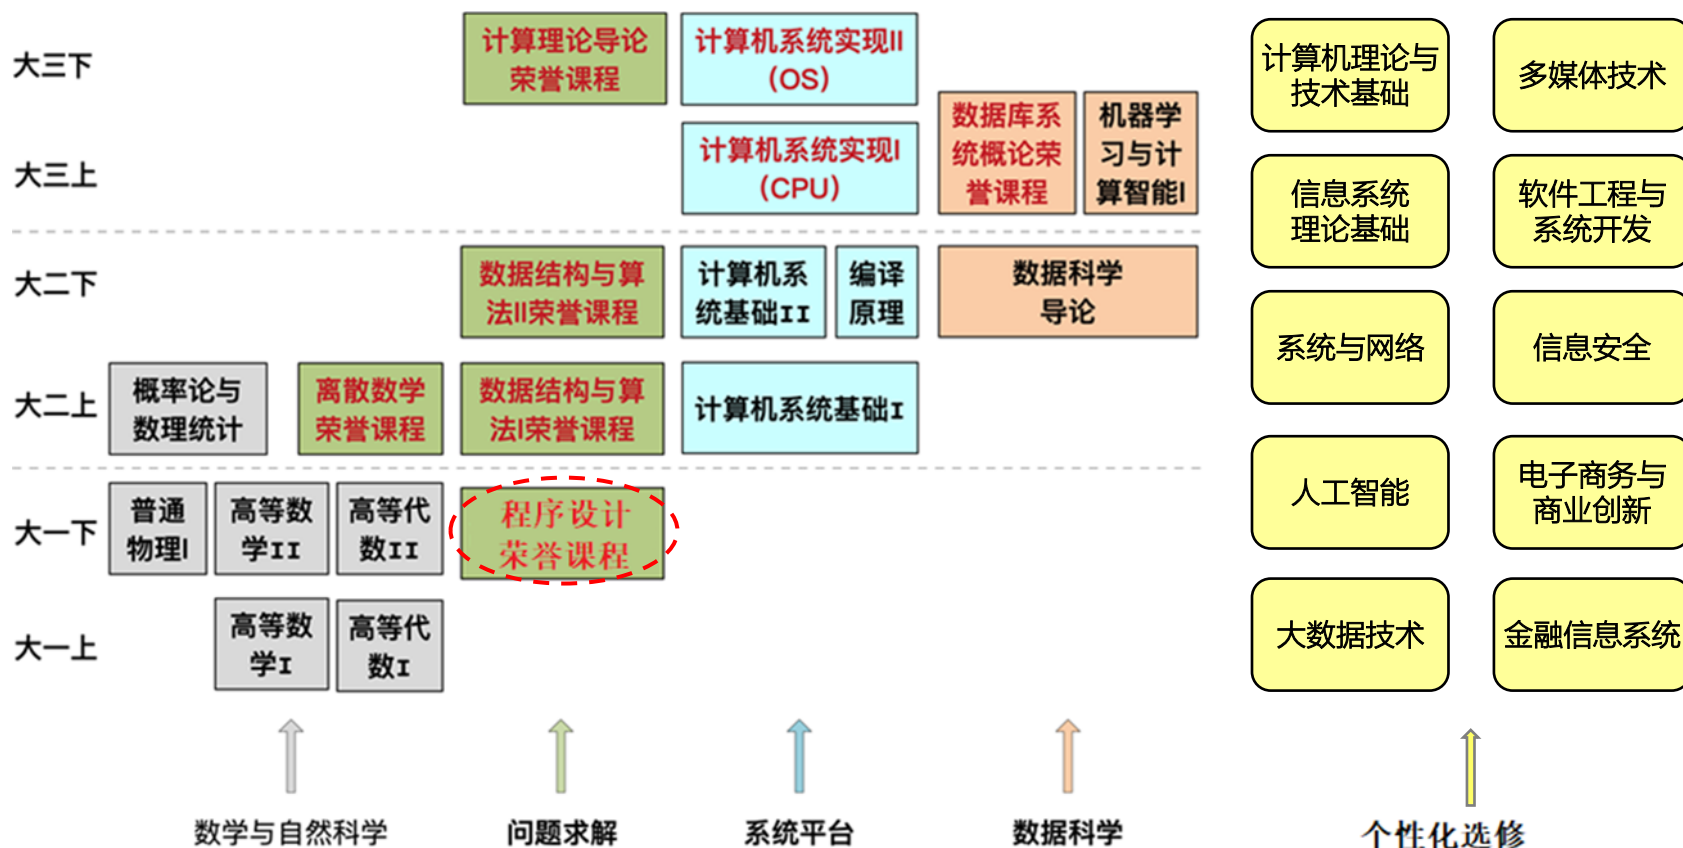 大三下
计算理论导论
荣誉课程
计算机系统实现II
（OS）
大三上
计算机系统实现I
（CPU）
数据库系
统概论荣
誉课程
机器学
习与计
算智能I
大二下
数据结构与算
法II荣誉课程
计算机系
统基础II
编译
原理
数据科学
导论
大二上
概率论与
数理统计
离散数学
荣誉课程
数据结构与算
法I荣誉课程
计算机系统基础I
大一下
普通
物理I
高等数
学II
高等代
数II
程序设计
荣誉课程
大一上
高等数
学I
高等代
数I
数学与自然科学
问题求解
系统平台
数据科学
计算机理论与
技术基础
多媒体技术
信息系统
理论基础
软件工程与
系统开发
系统与网络
信息安全
人工智能
电子商务与
商业创新
大数据技术
金融信息系统
个性化选修